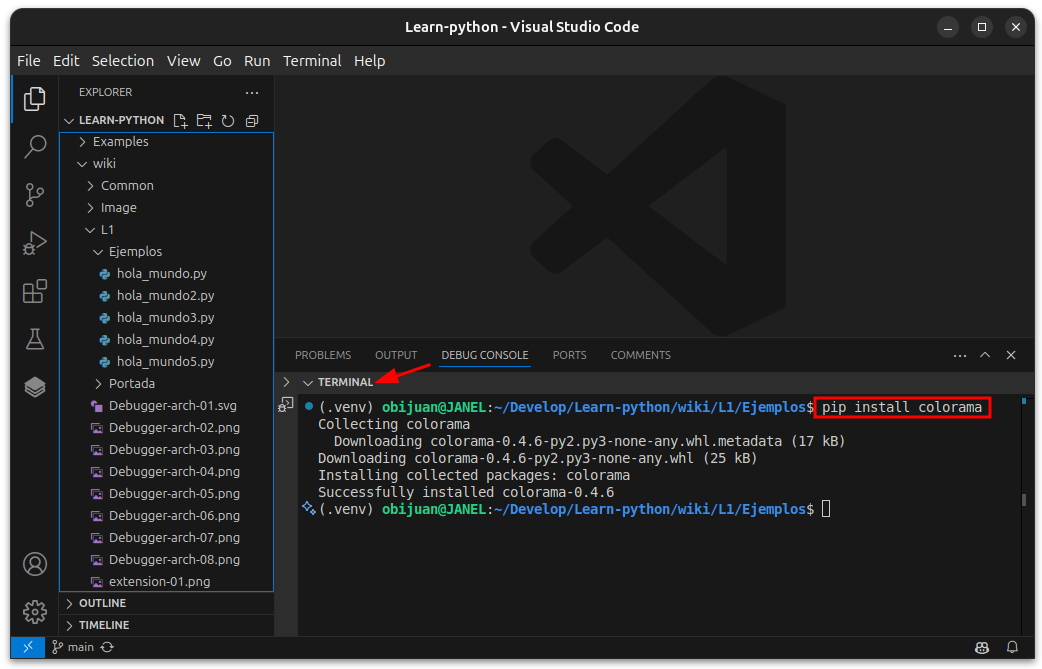 Learn-python - Visual Studio Code
File Edit Selection View Go Run Terminal Help
EXPLORER
LEARN-PYTHON
Examples
wiki
Common
Image
L1
Ejemplos
hola_mundo.py
hola_mundo2.py
hola_mundo3.py
hola_mundo4.py
hola_mundo5.py
Portada
Debugger-arch-01.svg
Debugger-arch-02.png
Debugger-arch-03.png
Debugger-arch-04.png
Debugger-arch-05.png
Debugger-arch-06.png
Debugger-arch-07.png
Debugger-arch-08.png
extension-01.png
OUTLINE
TIMELINE
PROBLEMS OUTPUT DEBUG CONSOLE PORTS COMMENTS
TERMINAL
(.venv) obijuan@JANEL:~/Develop/Learn-python/wiki/L1/Ejemplos$ pip install colorama
Collecting colorama
Downloading colorama-0.4.6-py2.py3-none-any.whl.metadata (17 kB)
Downloading colorama-0.4.6-py2.py3-none-any.whl (25 kB)
Installing collected packages: colorama
Successfully installed colorama-0.4.6
(.venv) obijuan@JANEL:~/Develop/Learn-python/wiki/L1/Ejemplos$
main